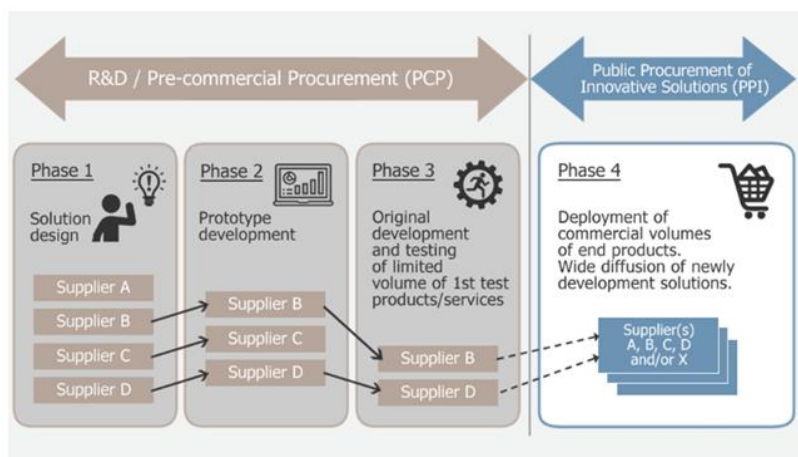 R&D / Pre-commercial Procurement (PCP)
Public Procurement of
Innovative Solutions (PPI)
Phase 1
Solution
design
Supplier A
Supplier B
Supplier C
Supplier D
Phase 2
Prototype
development
Supplier B
Supplier C
Supplier D
Phase 3
Original
development
and testing
of limited
volume of 1st test
products/services
Supplier B
Supplier D
Phase 4
Deployment of
commercial volumes
of end products.
Wide diffusion of newly
development solutions.
Supplier(s)
A, B, C, D
and/or X